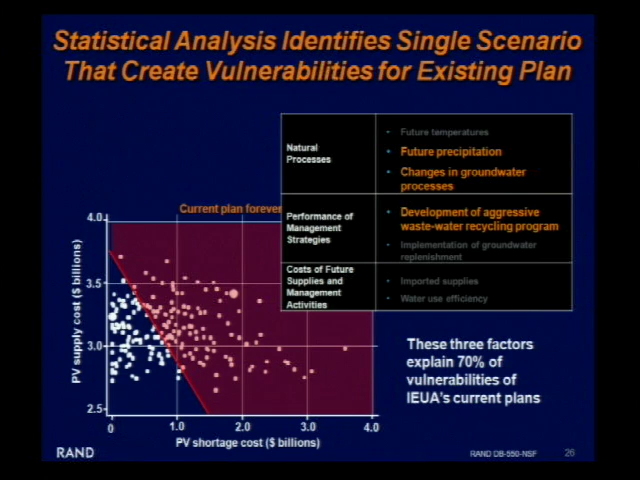 Statistical Analysis Identifies Single Scenario
That Create Vulnerabilities for Existing Plan
Natural
Processes
• Future temperatures
• Future precipitation
• Changes in groundwater
processes
Performance of
Management
Strategies
• Development of aggressive
waste-water recycling program
• Implementation of groundwater
replenishment
Costs of Future
Supplies and
Management
Activities
• Imported supplies
• Water use efficiency
Current plan forever
PV supply cost ($ billions)
4.0
3.5
3.0
2.5
0 1.0 2.0 3.0 4.0
PV shortage cost ($ billions)
These three factors
explain 70% of
vulnerabilities of
IEUA's current plans
RAND
RAND DB-550-NSF 26